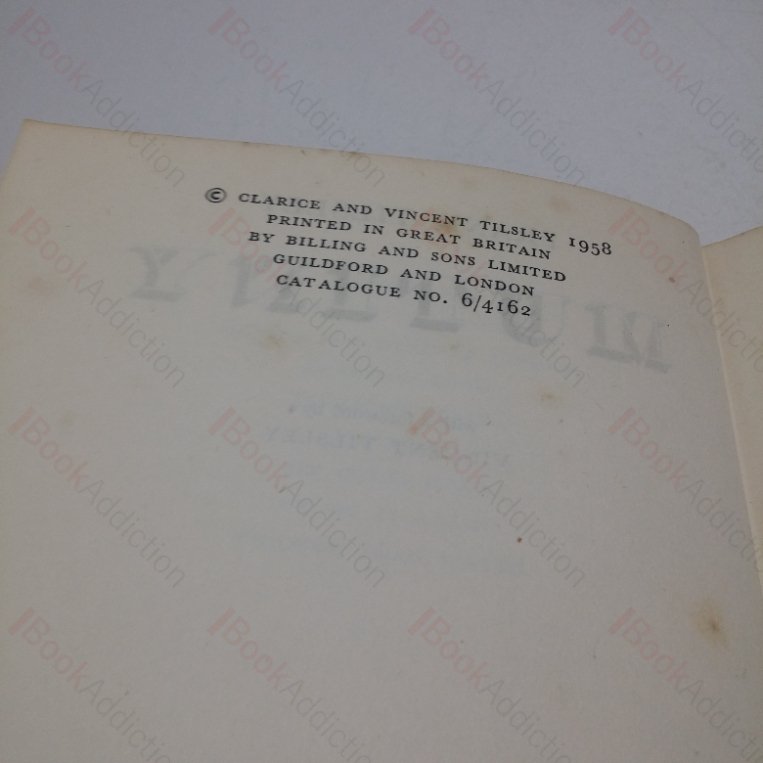 © CLARICE AND VINCENT TILSLEY 1958
PRINTED IN GREAT BRITAIN
BY BILLING AND SONS LIMITED
GUILDFORD AND LONDON
CATALOGUE NO. 6/4162
BookAddiction